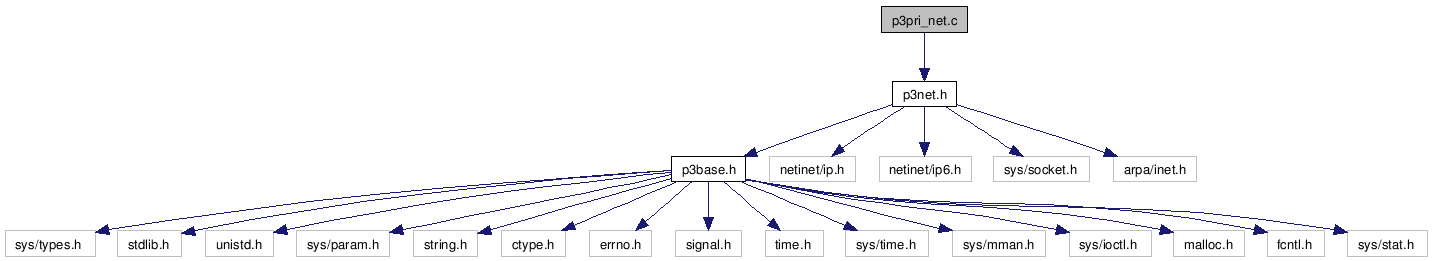 p3pri_net.c
p3net.h
p3base.h netinet/ip.h netinet/ip6.h sys/socket.h arpa/inet.h
sys/types.h stdlib.h unistd.h sys/param.h string.h ctype.h errno.h signal.h time.h sys/time.h sys/mman.h sys/ioctl.h malloc.h fcntl.h sys/stat.h